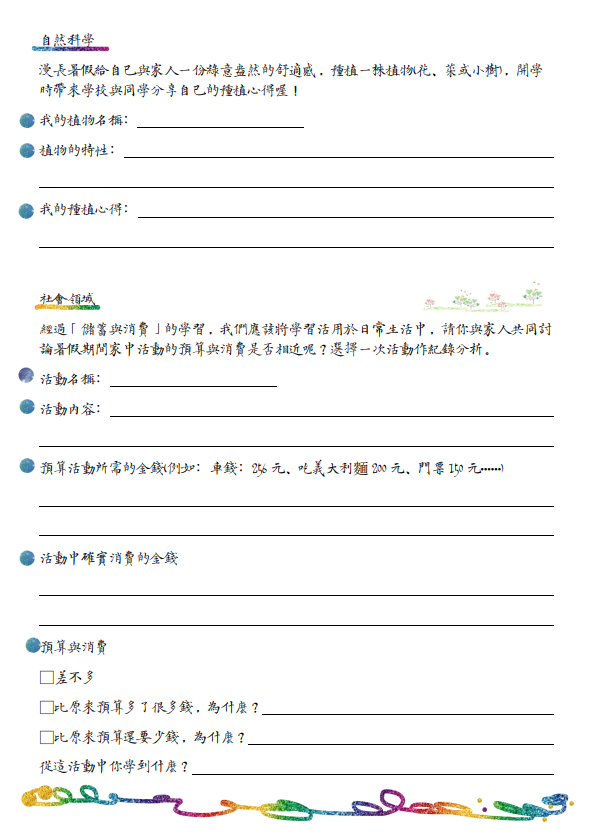 自然科學
漫長暑假給自己與家人一份綠意盎然的舒適感，種植一株植物(花、菜或小樹)，開學
時帶來學校與同學分享自己的種植心得喔！
我的植物名稱：
植物的特性：
我的種植心得：
社會領域
經過「儲蓄與消費」的學習，我們應該將學習活用於日常生活中，請你與家人共同討
論暑假期間家中活動的預算與消費是否相近呢？選擇一次活動作紀錄分析。
活動名稱：
活動內容：
預算活動所需的金錢(例如：車錢：256 元、吃義大利麵 200 元、門票 150 元……)
活動中確實消費的金錢
預算與消費
□差不多
□比原來預算多了很多錢，為什麼？
□比原來預算還要少錢，為什麼？
從這活動中你學到什麼？